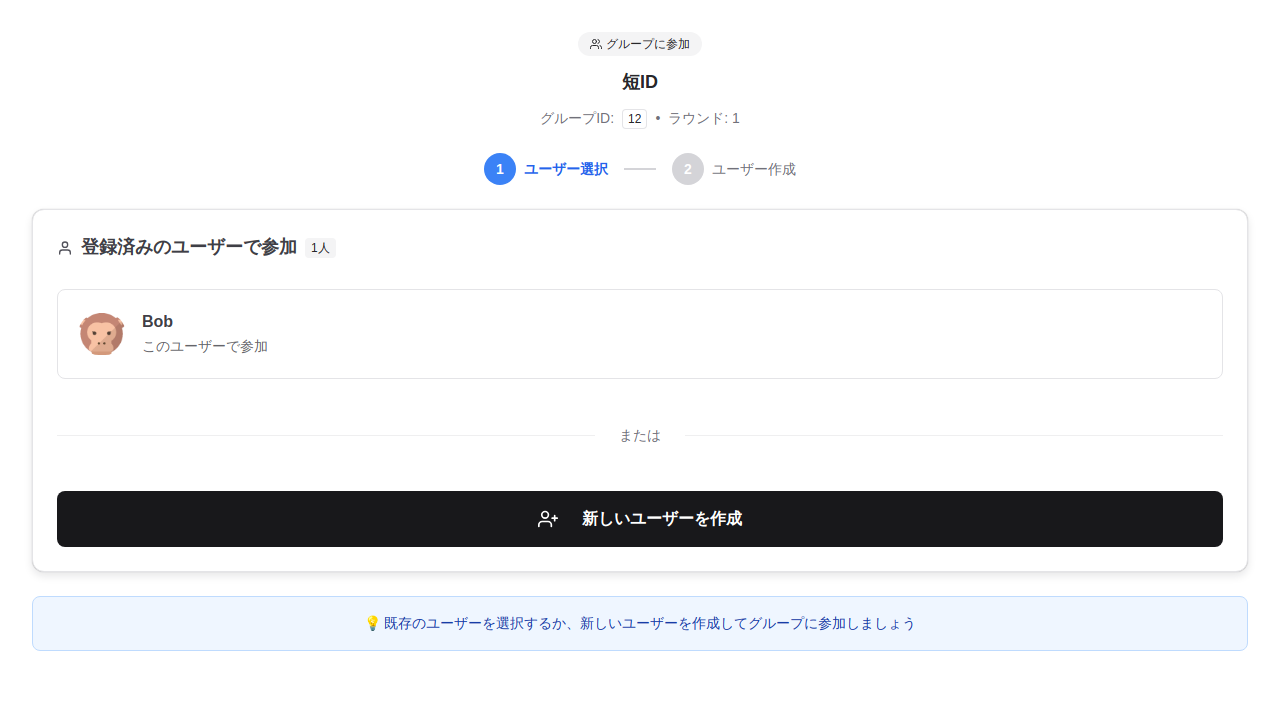 グループに参加
短ID
グループID: 12 • ラウンド: 1
1 ユーザー選択 2 ユーザー作成
登録済みのユーザーで参加 1人
Bob
このユーザーで参加
または
新しいユーザーを作成
💡 既存のユーザーを選択するか、新しいユーザーを作成してグループに参加しましょう